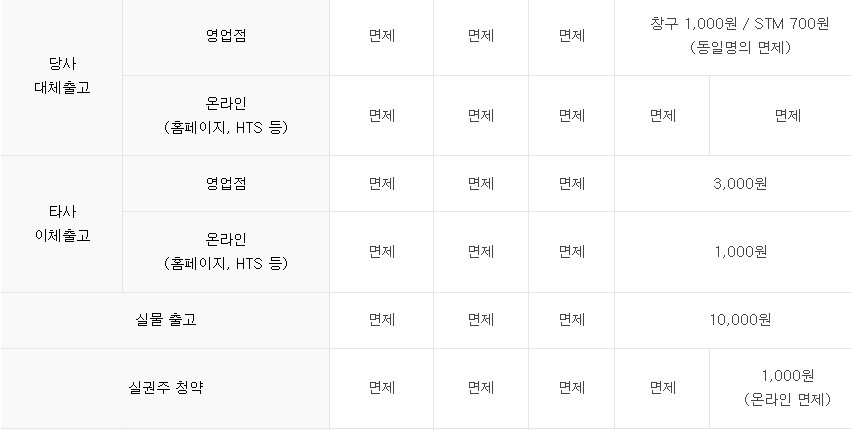 당사
대체출고
영업점
면제
면제
면제
창구 1,000원 / STM 700원
(동일명의 면제)
온라인
(홈페이지, HTS 등)
면제
면제
면제
면제
면제
타사
이체출고
영업점
면제
면제
면제
3,000원
온라인
(홈페이지, HTS 등)
면제
면제
면제
1,000원
실물 출고
면제
면제
면제
10,000원
실권주 청약
면제
면제
면제
면제
1,000원
(온라인 면제)